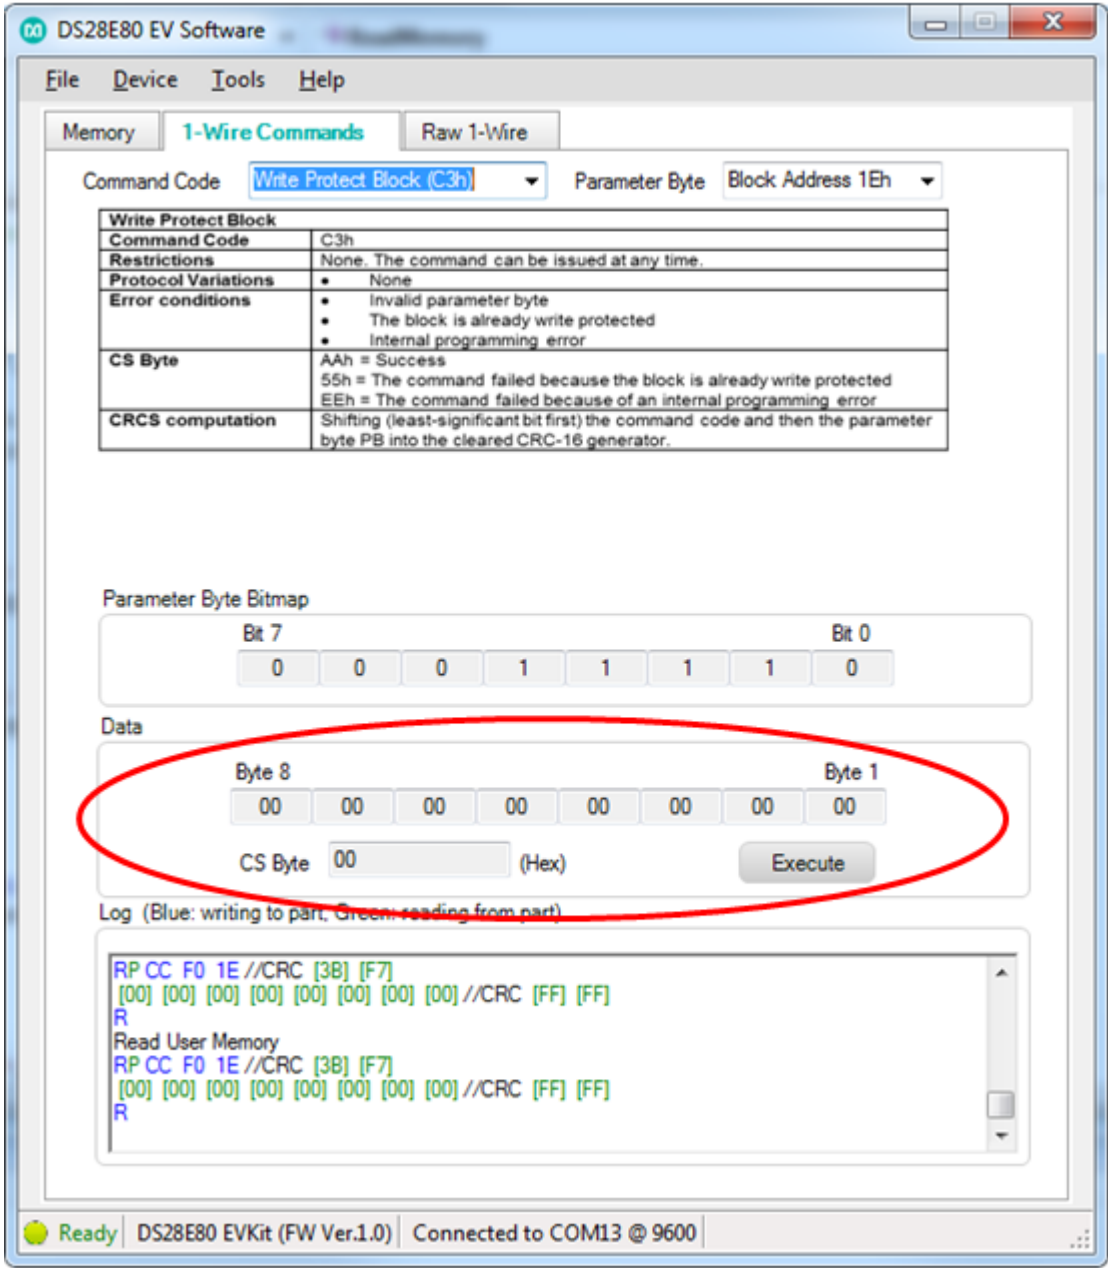 DS28E80 EV Software
File Device Tools Help
Memory 1-Wire Commands Raw 1-Wire
Command Code Write Protect Block (C3h) Parameter Byte Block Address 1Eh
Write Protect Block
Command Code C3h
Restrictions None. The command can be issued at any time.
Protocol Variations • None
Error conditions • Invalid parameter byte
• The block is already write protected
• Internal programming error
CS Byte AAh = Success
55h = The command failed because the block is already write protected
EEh = The command failed because of an internal programming error
CRCS computation Shifting (least-significant bit first) the command code and then the parameter
byte PB into the cleared CRC-16 generator.
Parameter Byte Bitmap
Bit 7 Bit 0
0 0 0 1 1 1 1 0
Data
Byte 8 Byte 1
00 00 00 00 00 00 00 00
CS Byte 00 (Hex) Execute
Log (Blue: writing to part, Green: reading from part)
RP CC F0 1E //CRC [3B] [F7]
[00] [00] [00] [00] [00] [00] [00] [00] //CRC [FF] [FF]
R
Read User Memory
RP CC F0 1E //CRC [3B] [F7]
[00] [00] [00] [00] [00] [00] [00] [00] //CRC [FF] [FF]
R
Ready DS28E80 EVKit (FW Ver.1.0) Connected to COM13 @ 9600